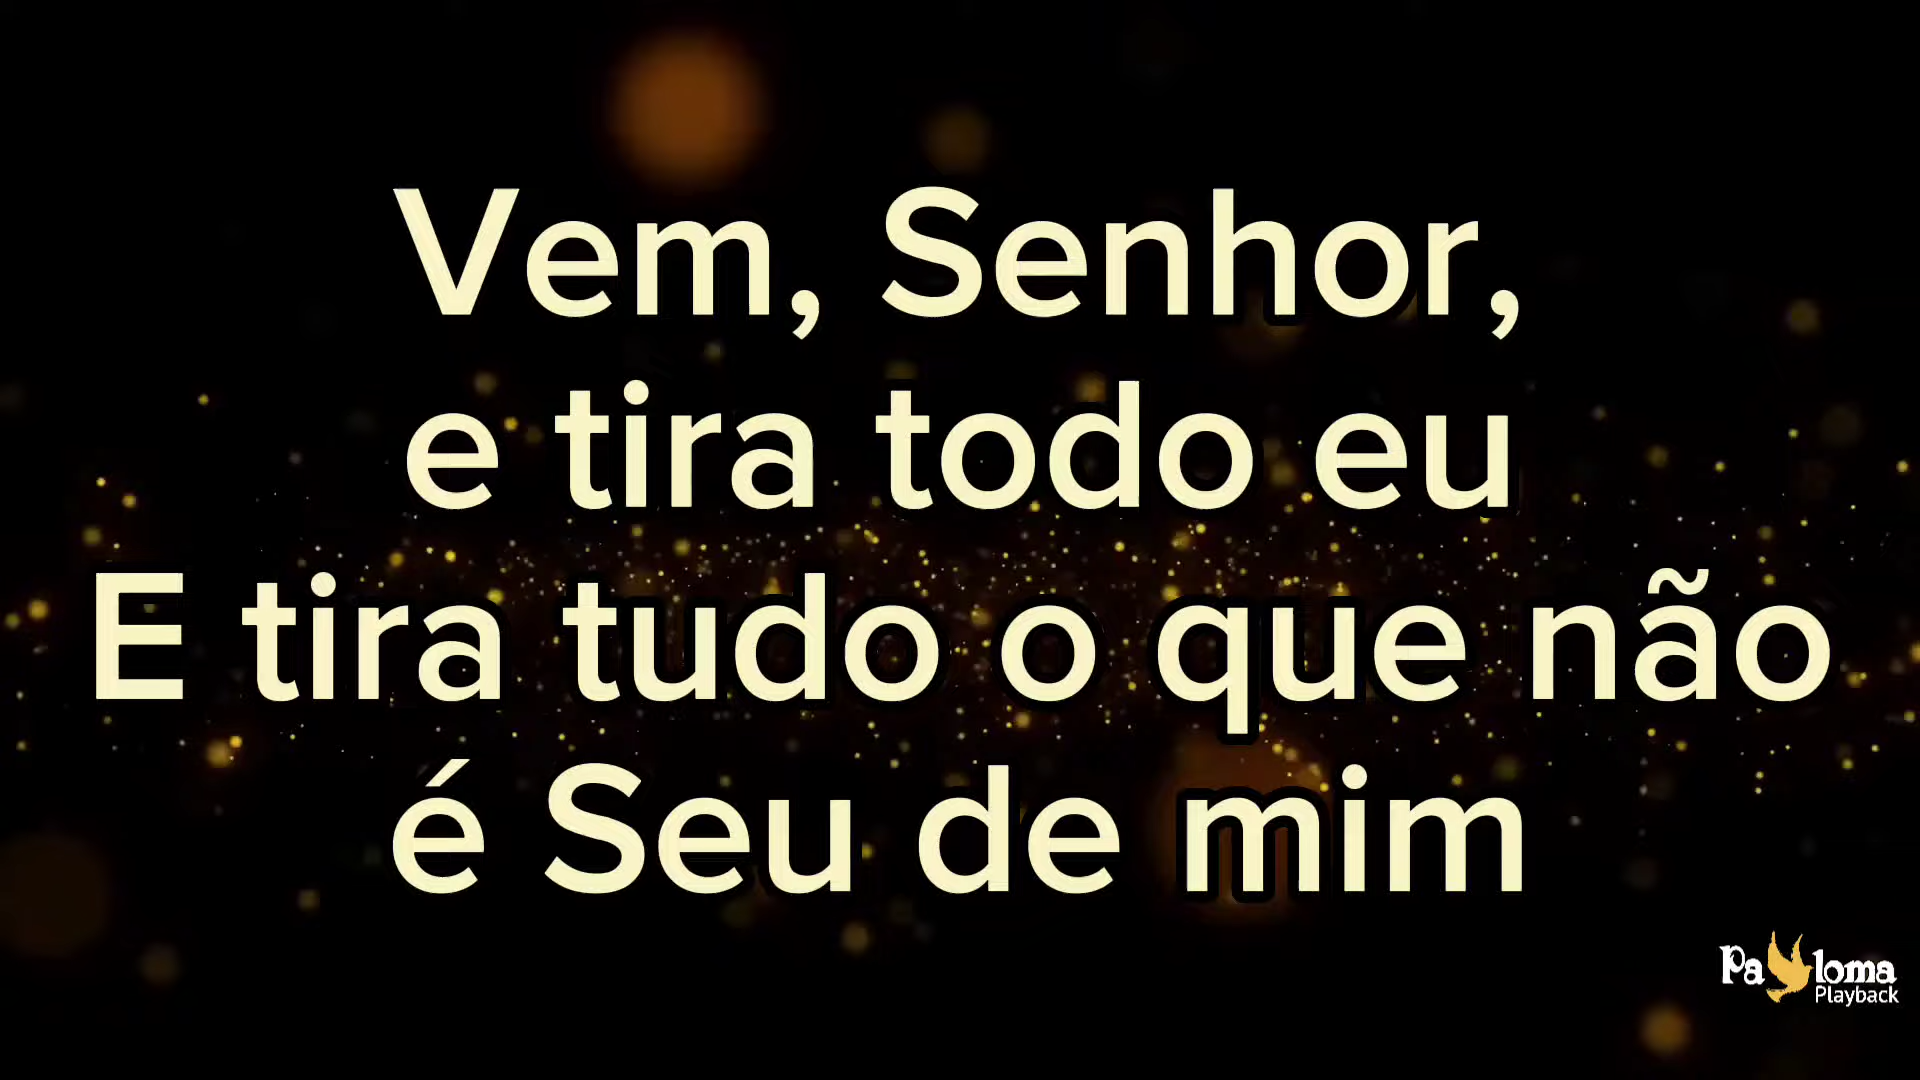 Vem, Senhor,
e tira todo eu
E tira tudo o que não
é Seu de mim
Paloma
Playback